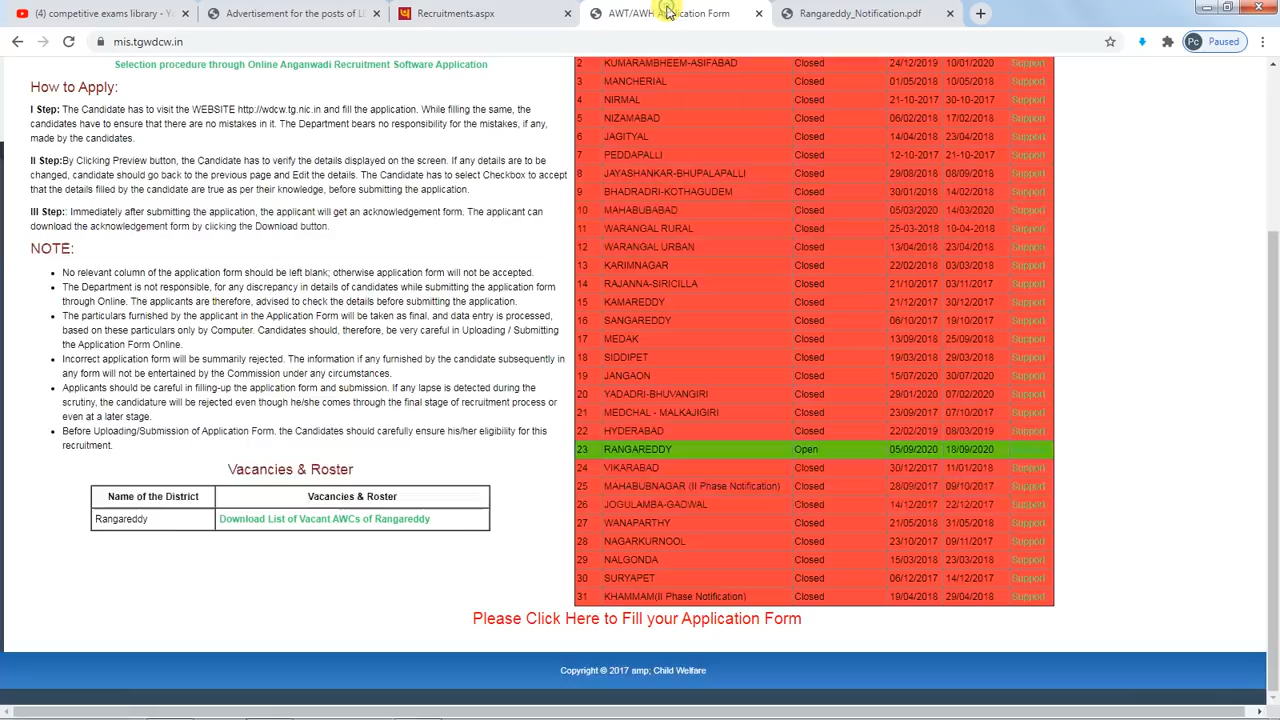 (4) competitive exams library - Yo
Advertisement for the posts of LI
Recruitments.aspx
AWT/AWH Application Form
Rangareddy_Notification.pdf
mis.tgwdcw.in
Pc Paused
Selection procedure through Online Anganwadi Recruitment Software Application
How to Apply:
I Step: The Candidate has to visit the WEBSITE http://wdcw.tg.nic.in and fill the application. While filling the same, the
candidates have to ensure that there are no mistakes in it. The Department bears no responsibility for the mistakes, if any,
made by the candidates.
II Step:By Clicking Preview button, the Candidate has to verify the details displayed on the screen. If any details are to be
changed, candidate should go back to the previous page and Edit the details. The Candidate has to select Checkbox to accept
that the details filled by the candidate are true as per their knowledge, before submitting the application.
III Step:: Immediately after submitting the application, the applicant will get an acknowledgement form. The applicant can
download the acknowledgement form by clicking the Download button.
NOTE:
No relevant column of the application form should be left blank; otherwise application form will not be accepted.
The Department is not responsible, for any discrepancy in details of candidates while submitting the application form
through Online. The applicants are therefore, advised to check the details before submitting the application.
The particulars furnished by the applicant in the Application Form will be taken as final, and data entry is processed,
based on these particulars only by Computer. Candidates should, therefore, be very careful in Uploading / Submitting
the Application Form Online.
Incorrect application form will be summarily rejected. The information if any furnished by the candidate subsequently in
any form will not be entertained by the Commission under any circumstances.
Applicants should be careful in filling-up the application form and submission. If any lapse is detected during the
scrutiny, the candidature will be rejected even though he/she comes through the final stage of recruitment process or
even at a later stage.
Before Uploading/Submission of Application Form, the Candidates should carefully ensure his/her eligibility for this
recruitment.
Vacancies & Roster
Name of the District Vacancies & Roster
Rangareddy Download List of Vacant AWCs of Rangareddy
2 KUMARAMBHEEM-ASIFABAD Closed 24/12/2019 10/01/2020 Support
3 MANCHERIAL Closed 01/05/2018 10/05/2018 Support
4 NIRMAL Closed 21-10-2017 30-10-2017 Support
5 NIZAMABAD Closed 06/02/2018 17/02/2018 Support
6 JAGITYAL Closed 14/04/2018 23/04/2018 Support
7 PEDDAPALLI Closed 12-10-2017 21-10-2017 Support
8 JAYASHANKAR-BHUPALAPALLI Closed 29/08/2018 08/09/2018 Support
9 BHADRADRI-KOTHAGUDEM Closed 30/01/2018 14/02/2018 Support
10 MAHABUBABAD Closed 05/03/2020 14/03/2020 Support
11 WARANGAL RURAL Closed 25-03-2018 10-04-2018 Support
12 WARANGAL URBAN Closed 13/04/2018 23/04/2018 Support
13 KARIMNAGAR Closed 22/02/2018 03/03/2018 Support
14 RAJANNA-SIRICILLA Closed 21/10/2017 03/11/2017 Support
15 KAMAREDDY Closed 21/12/2017 30/12/2017 Support
16 SANGAREDDY Closed 06/10/2017 19/10/2017 Support
17 MEDAK Closed 13/09/2018 25/09/2018 Support
18 SIDDIPET Closed 19/03/2018 29/03/2018 Support
19 JANGAON Closed 15/07/2020 30/07/2020 Support
20 YADADRI-BHUVANGIRI Closed 29/01/2020 07/02/2020 Support
21 MEDCHAL - MALKAJIGIRI Closed 23/09/2017 07/10/2017 Support
22 HYDERABAD Closed 22/02/2019 08/03/2019 Support
23 RANGAREDDY Open 05/09/2020 18/09/2020
24 VIKARABAD Closed 30/12/2017 11/01/2018 Support
25 MAHABUBNAGAR (II Phase Notification) Closed 28/09/2017 09/10/2017 Support
26 JOGULAMBA-GADWAL Closed 14/12/2017 22/12/2017 Support
27 WANAPARTHY Closed 21/05/2018 31/05/2018 Support
28 NAGARKURNOOL Closed 23/10/2017 09/11/2017 Support
29 NALGONDA Closed 15/03/2018 23/03/2018 Support
30 SURYAPET Closed 06/12/2017 14/12/2017 Support
31 KHAMMAM(II Phase Notification) Closed 19/04/2018 29/04/2018 Support
Please Click Here to Fill your Application Form
Copyright © 2017 amp; Child Welfare